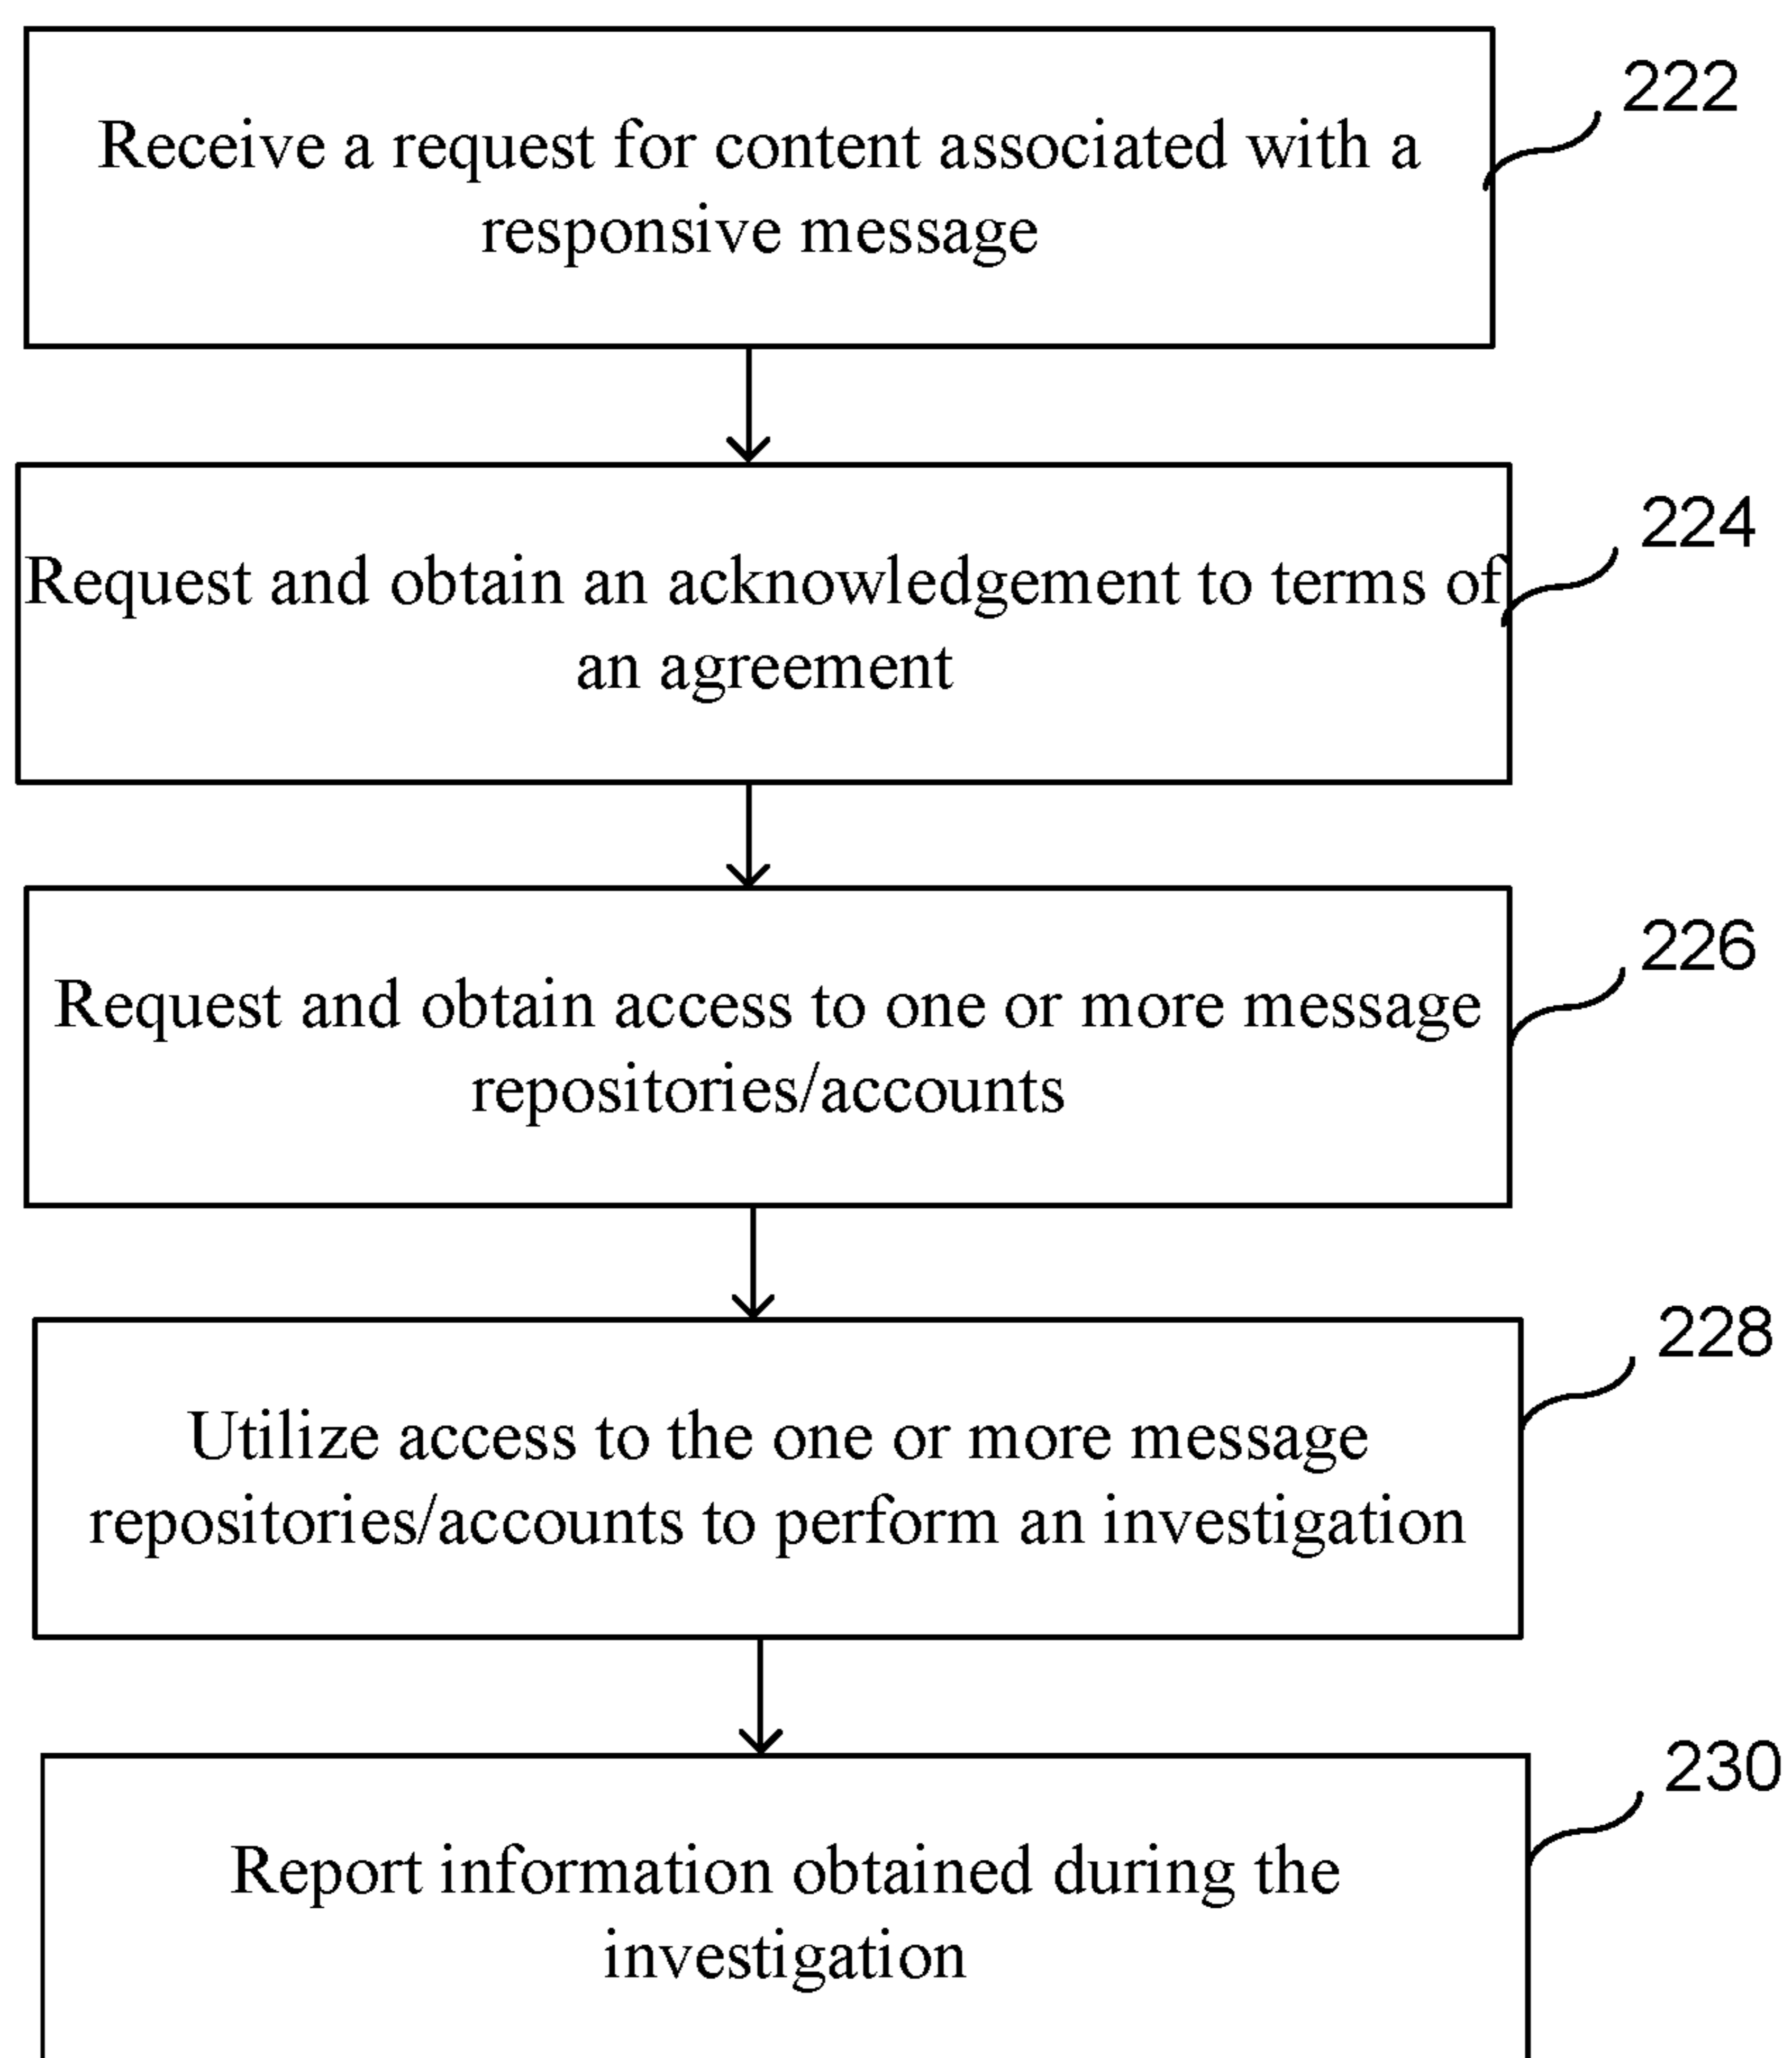 222
Receive a request for content associated with a
responsive message
224
Request and obtain an acknowledgement to terms of
an agreement
226
Request and obtain access to one or more message
repositories/accounts
228
Utilize access to the one or more message
repositories/accounts to perform an investigation
230
Report information obtained during the
investigation